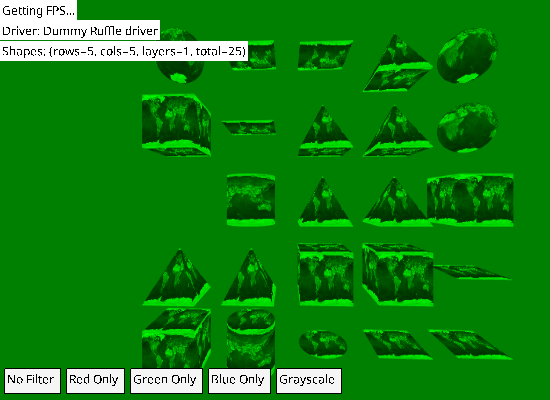 Getting FPS...
Driver: Dummy Ruffle driver
Shapes: (rows=5, cols=5, layers=1, total=25)
No Filter
Red Only
Green Only
Blue Only
Grayscale